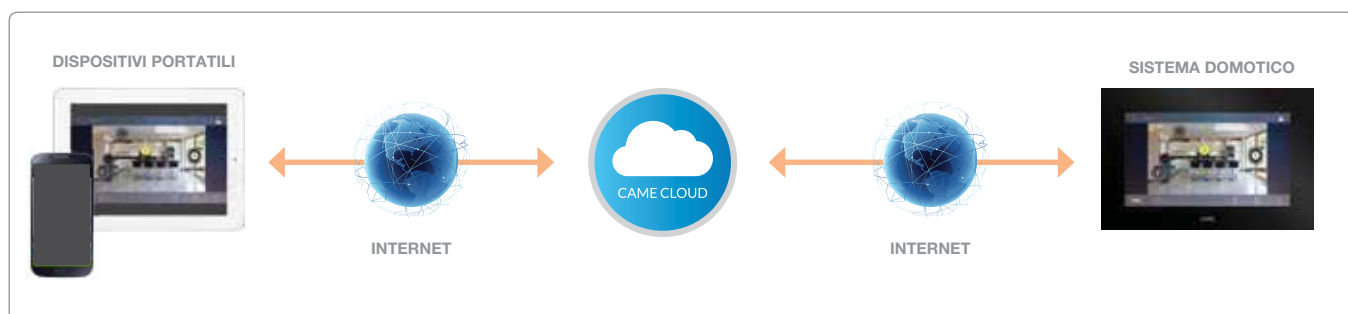 DISPOSITIVI PORTATILI
SISTEMA DOMOTICO
CAME CLOUD
INTERNET
INTERNET